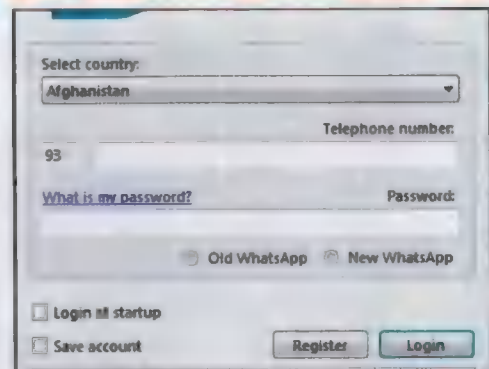 Select country:
Afghanistan
Telephone number:
93
What is my password? Password:
Old WhatsApp New WhatsApp
Login at startup
Save account Register Login